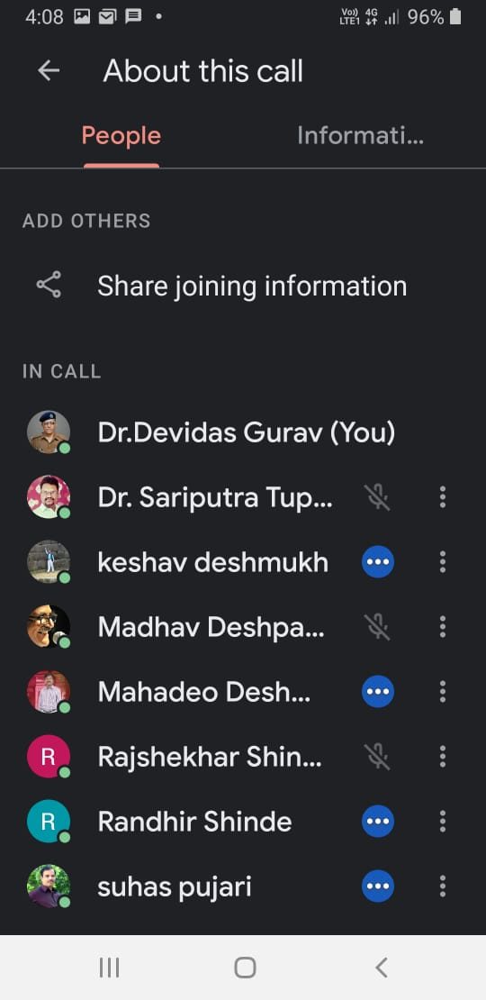 4:08 Vo)) LTE1 4G 96%
About this call
People Informati...
ADD OTHERS
Share joining information
IN CALL
Dr.Devidas Gurav (You)
Dr. Sariputra Tup...
keshav deshmukh
Madhav Deshpa...
Mahadeo Desh...
R Rajshekhar Shin...
R Randhir Shinde
suhas pujari